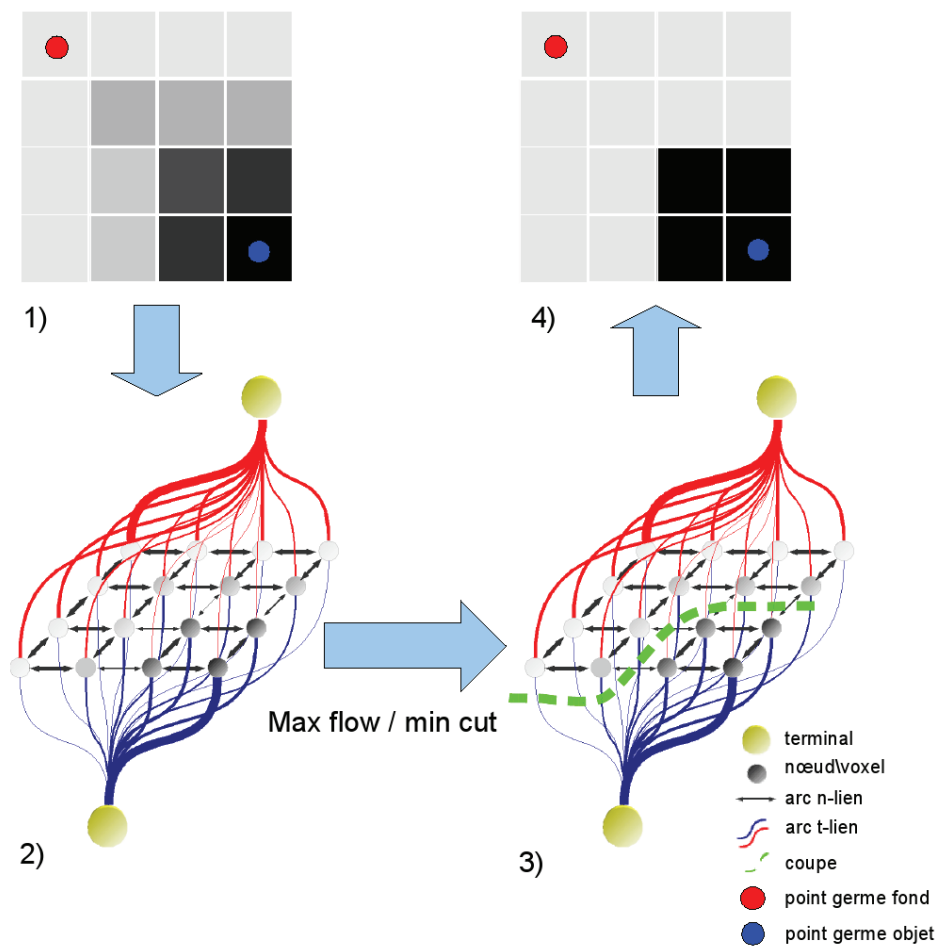 1)
4)
Max flow / min cut
2)
3)
terminal
nœud\voxel
arc n-lien
arc t-lien
coupe
point germe fond
point germe objet